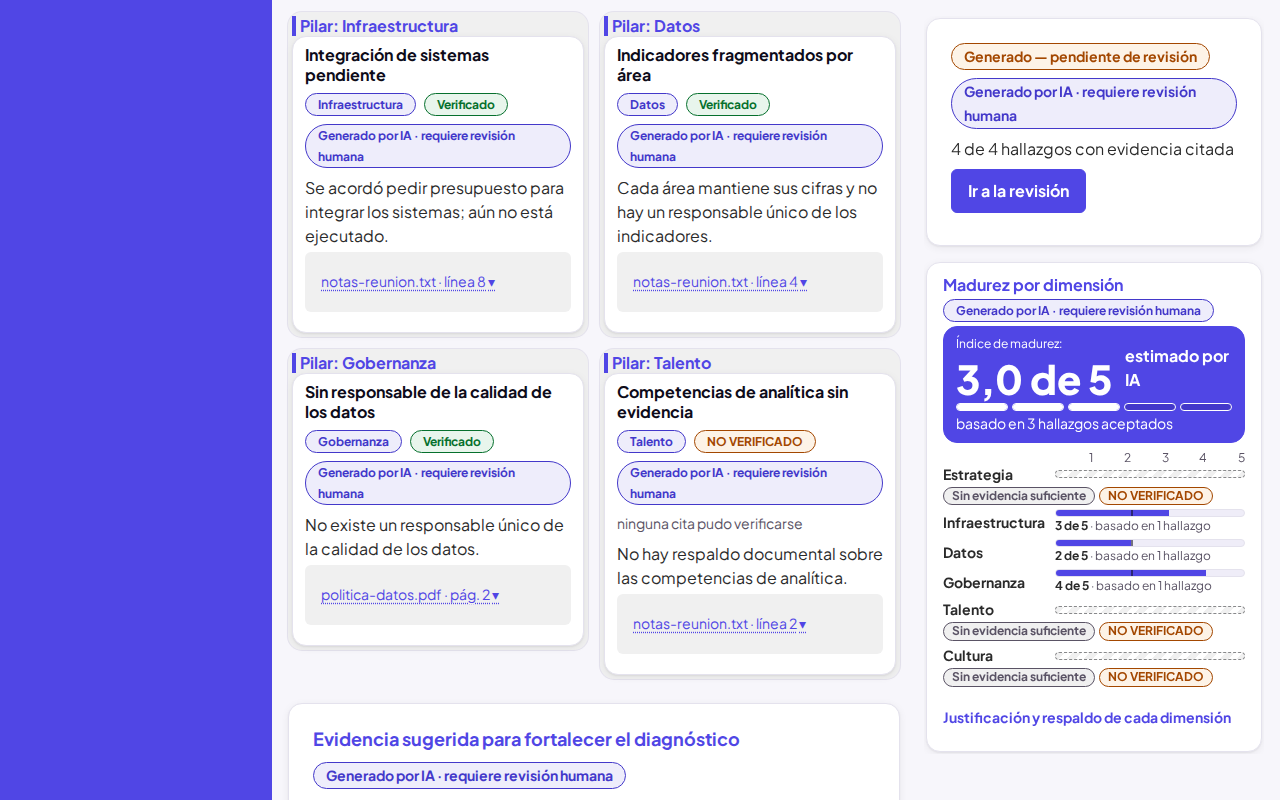 Pilar: Infraestructura
Integración de sistemas
pendiente
Infraestructura
Verificado
Generado por IA · requiere revisión
humana
Se acordó pedir presupuesto para
integrar los sistemas; aún no está
ejecutado.
notas-reunion.txt · línea 8 ▾
Pilar: Datos
Indicadores fragmentados por
área
Datos
Verificado
Generado por IA · requiere revisión
humana
Cada área mantiene sus cifras y no
hay un responsable único de los
indicadores.
notas-reunion.txt · línea 4 ▾
Pilar: Gobernanza
Sin responsable de la calidad de
los datos
Gobernanza
Verificado
Generado por IA · requiere revisión
humana
No existe un responsable único de
la calidad de los datos.
politica-datos.pdf · pág. 2 ▾
Pilar: Talento
Competencias de analítica sin
evidencia
Talento
NO VERIFICADO
Generado por IA · requiere revisión
humana
ninguna cita pudo verificarse
No hay respaldo documental sobre
las competencias de analítica.
notas-reunion.txt · línea 2 ▾
Evidencia sugerida para fortalecer el diagnóstico
Generado por IA · requiere revisión humana
Generado — pendiente de revisión
Generado por IA · requiere revisión
humana
4 de 4 hallazgos con evidencia citada
Ir a la revisión
Madurez por dimensión
Generado por IA · requiere revisión humana
Índice de madurez:
3,0 de 5
estimado por
IA
basado en 3 hallazgos aceptados
1 2 3 4 5
Estrategia
Sin evidencia suficiente
NO VERIFICADO
Infraestructura
3 de 5 · basado en 1 hallazgo
Datos
2 de 5 · basado en 1 hallazgo
Gobernanza
4 de 5 · basado en 1 hallazgo
Talento
Sin evidencia suficiente
NO VERIFICADO
Cultura
Sin evidencia suficiente
NO VERIFICADO
Justificación y respaldo de cada dimensión